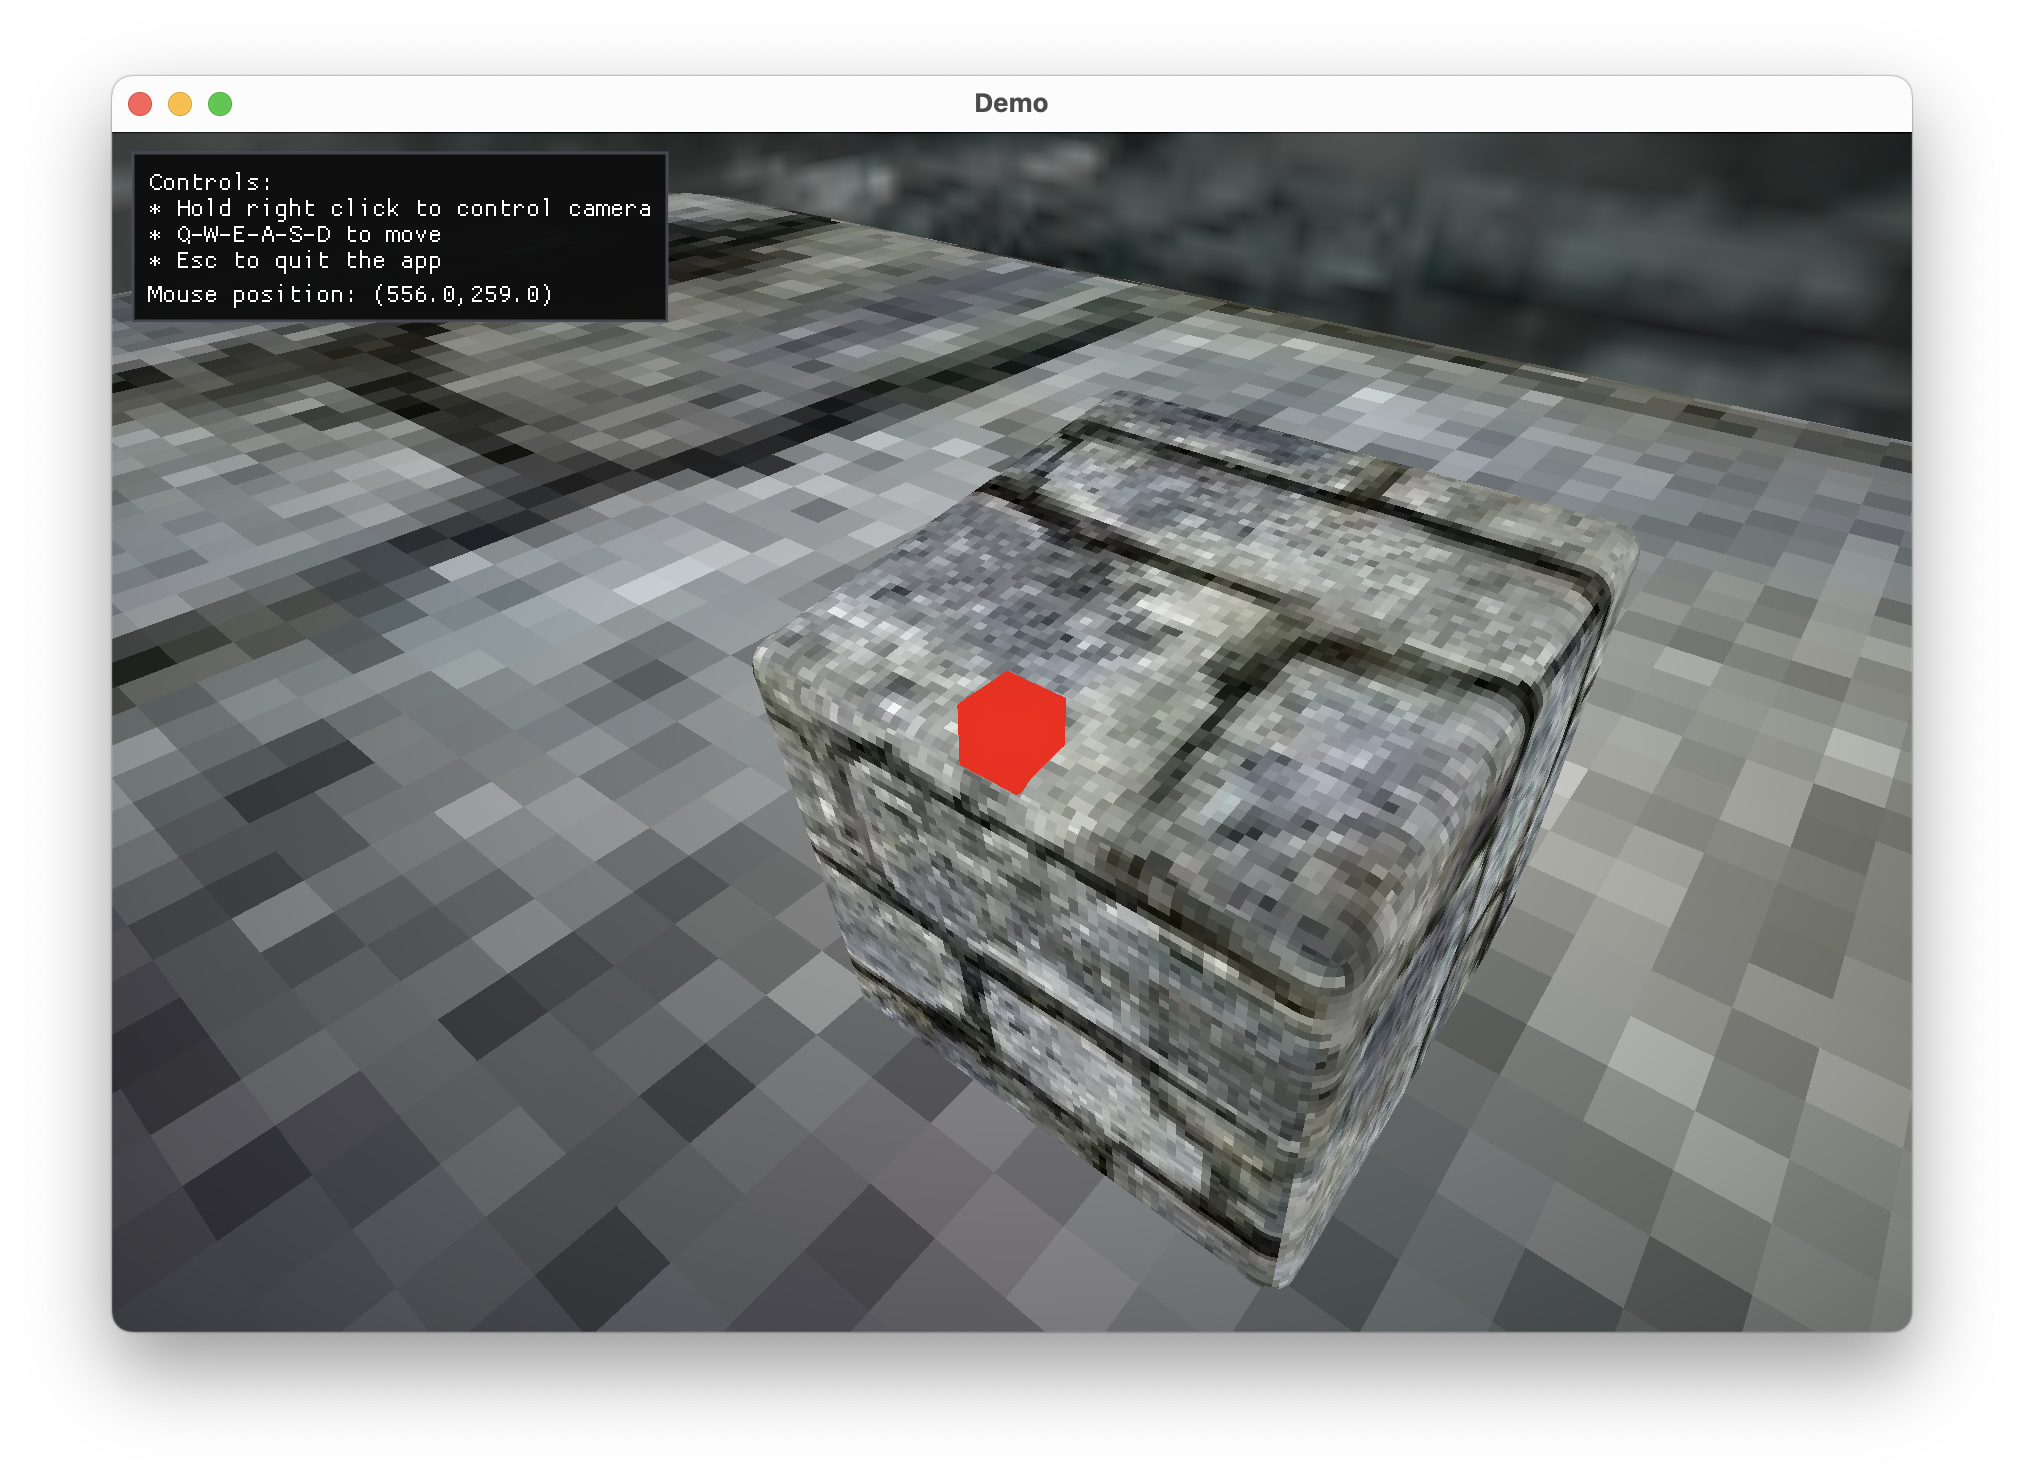 Demo
Controls:
* Hold right click to control camera
* Q-W-E-A-S-D to move
* Esc to quit the app
Mouse position: (556.0,259.0)